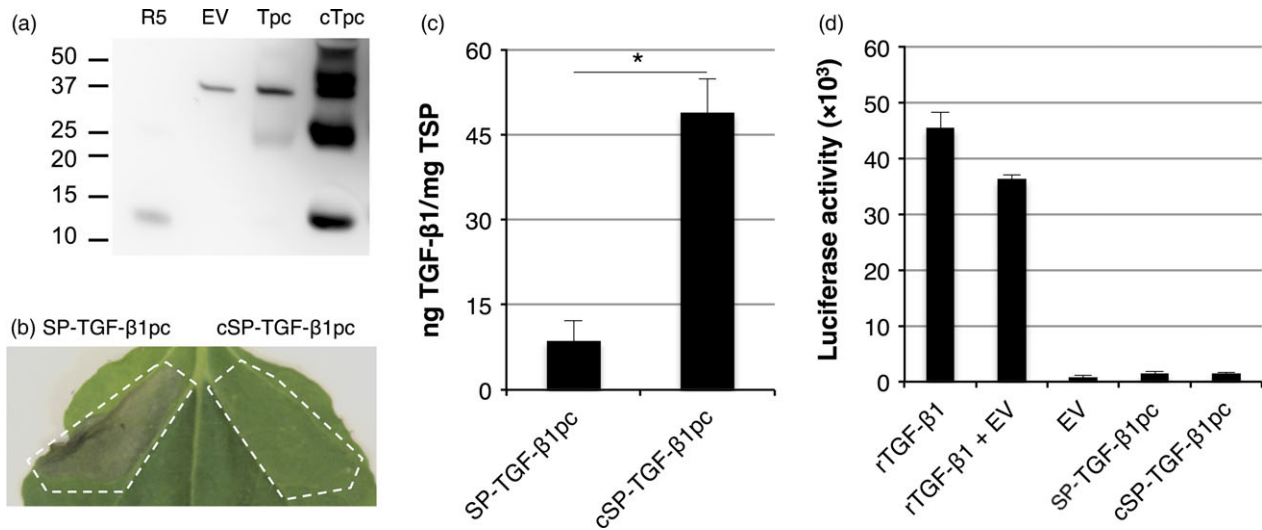 (a) R5 EV Tpc cTpc
50
37
25
20
15
10
(b) SP-TGF-β1pc cSP-TGF-β1pc
(c)
ng TGF-β1/mg TSP
60
45
30
15
0
*
SP-TGF-β1pc
cSP-TGF-β1pc
(d)
Luciferase activity (×10³)
60
50
40
30
20
10
0
rTGF-β1
rTGF-β1 + EV
EV
SP-TGF-β1pc
cSP-TGF-β1pc